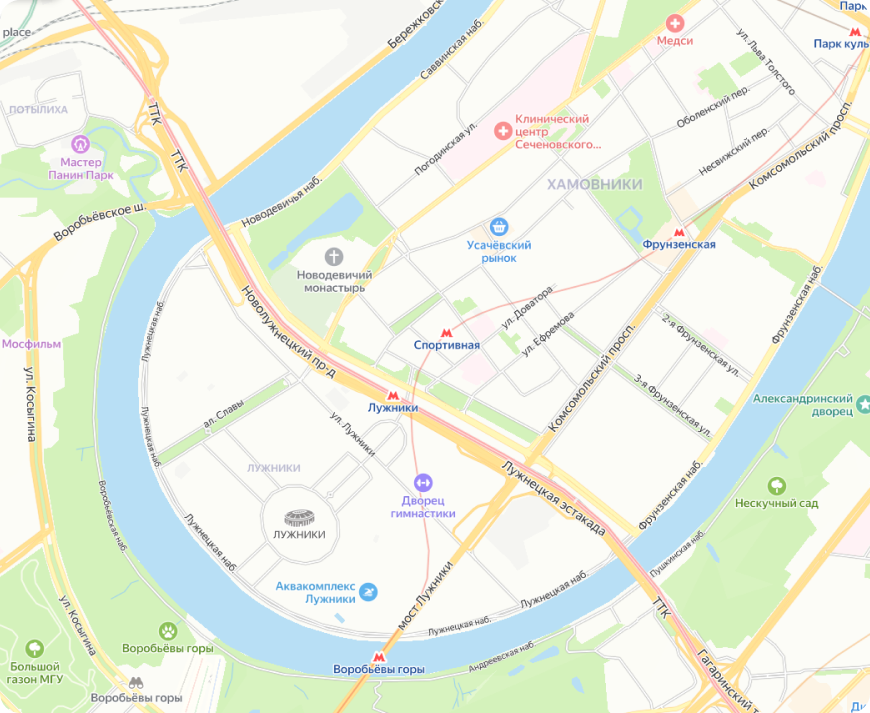 Парк
place
Бережковс
Парк куль
Медси
ул. Льва Толстого
Саввинская наб.
ПОТЫЛИХА
ТТК
Оболенский пер.
Клинический
центр
Сеченовского...
Погодинская ул.
Комсомольский просп.
Несвижский пер.
ТТК
Мастер
Панин Парк
ХАМОВНИКИ
Новодевичья наб.
Воробьёвское ш.
Усачёвский
рынок
Фрунзенская
Новодевичий
монастырь
Лужнецкая наб.
Новолужнецкий пр-д
ул. Доватора
ул. Ефремова
Фрунзенская наб.
2-я Фрунзенская ул.
Мосфильм
Спортивная
Комсомольский просп.
3-я Фрунзенская ул.
ул. Косыгина
Лужники
ал. Славы
Александринский
дворец
Лужнецкая наб.
ул. Лужники
ЛУЖНИКИ
Лужнецкая эстакада
Фрунзенская наб.
Дворец
гимнастики
Нескучный сад
Воробьёвская наб.
ЛУЖНИКИ
Лужнецкая наб.
Пушкинская наб.
Аквакомплекс
Лужники
мост Лужники
Лужнецкая наб.
ТТК
ул. Косыгина
Лужнецкая наб.
Воробьёвы горы
Воробьёвы горы
Андреевская наб.
Большой
газон МГУ
Гагаринский т
Воробьёвы горы
Ди